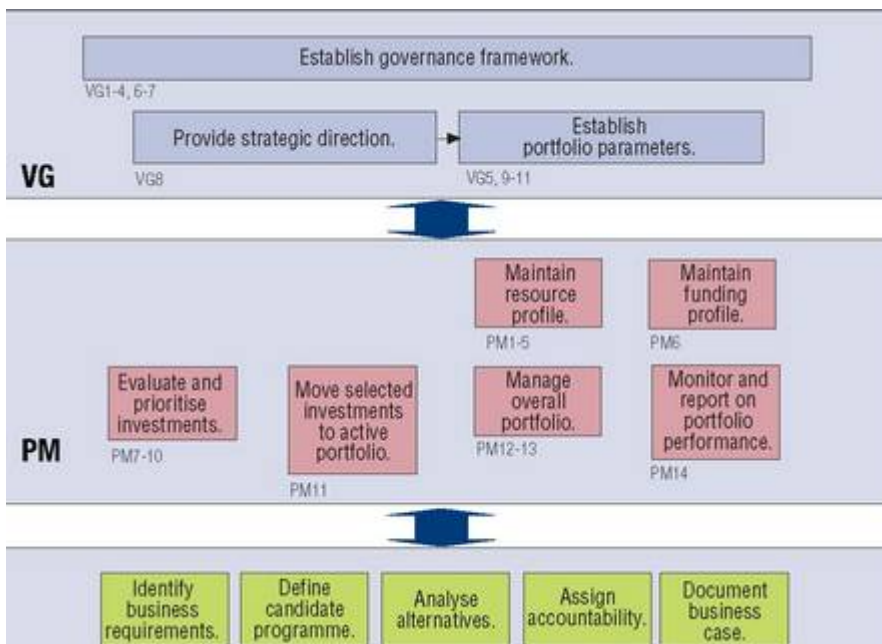 Establish governance framework.
VG1-4, 6-7
Provide strategic direction.
Establish
portfolio parameters.
VG
VG8
VG5, 9-11
Maintain
resource
profile.
Maintain
funding
profile.
PM1-5
PM6
Evaluate and
prioritise
investments.
Move selected
investments
to active
portfolio.
Manage
overall
portfolio.
Monitor and
report on
portfolio
performance.
PM
PM7-10
PM11
PM12-13
PM14
Identify
business
requirements.
Define
candidate
programme.
Analyse
alternatives.
Assign
accountability.
Document
business
case.